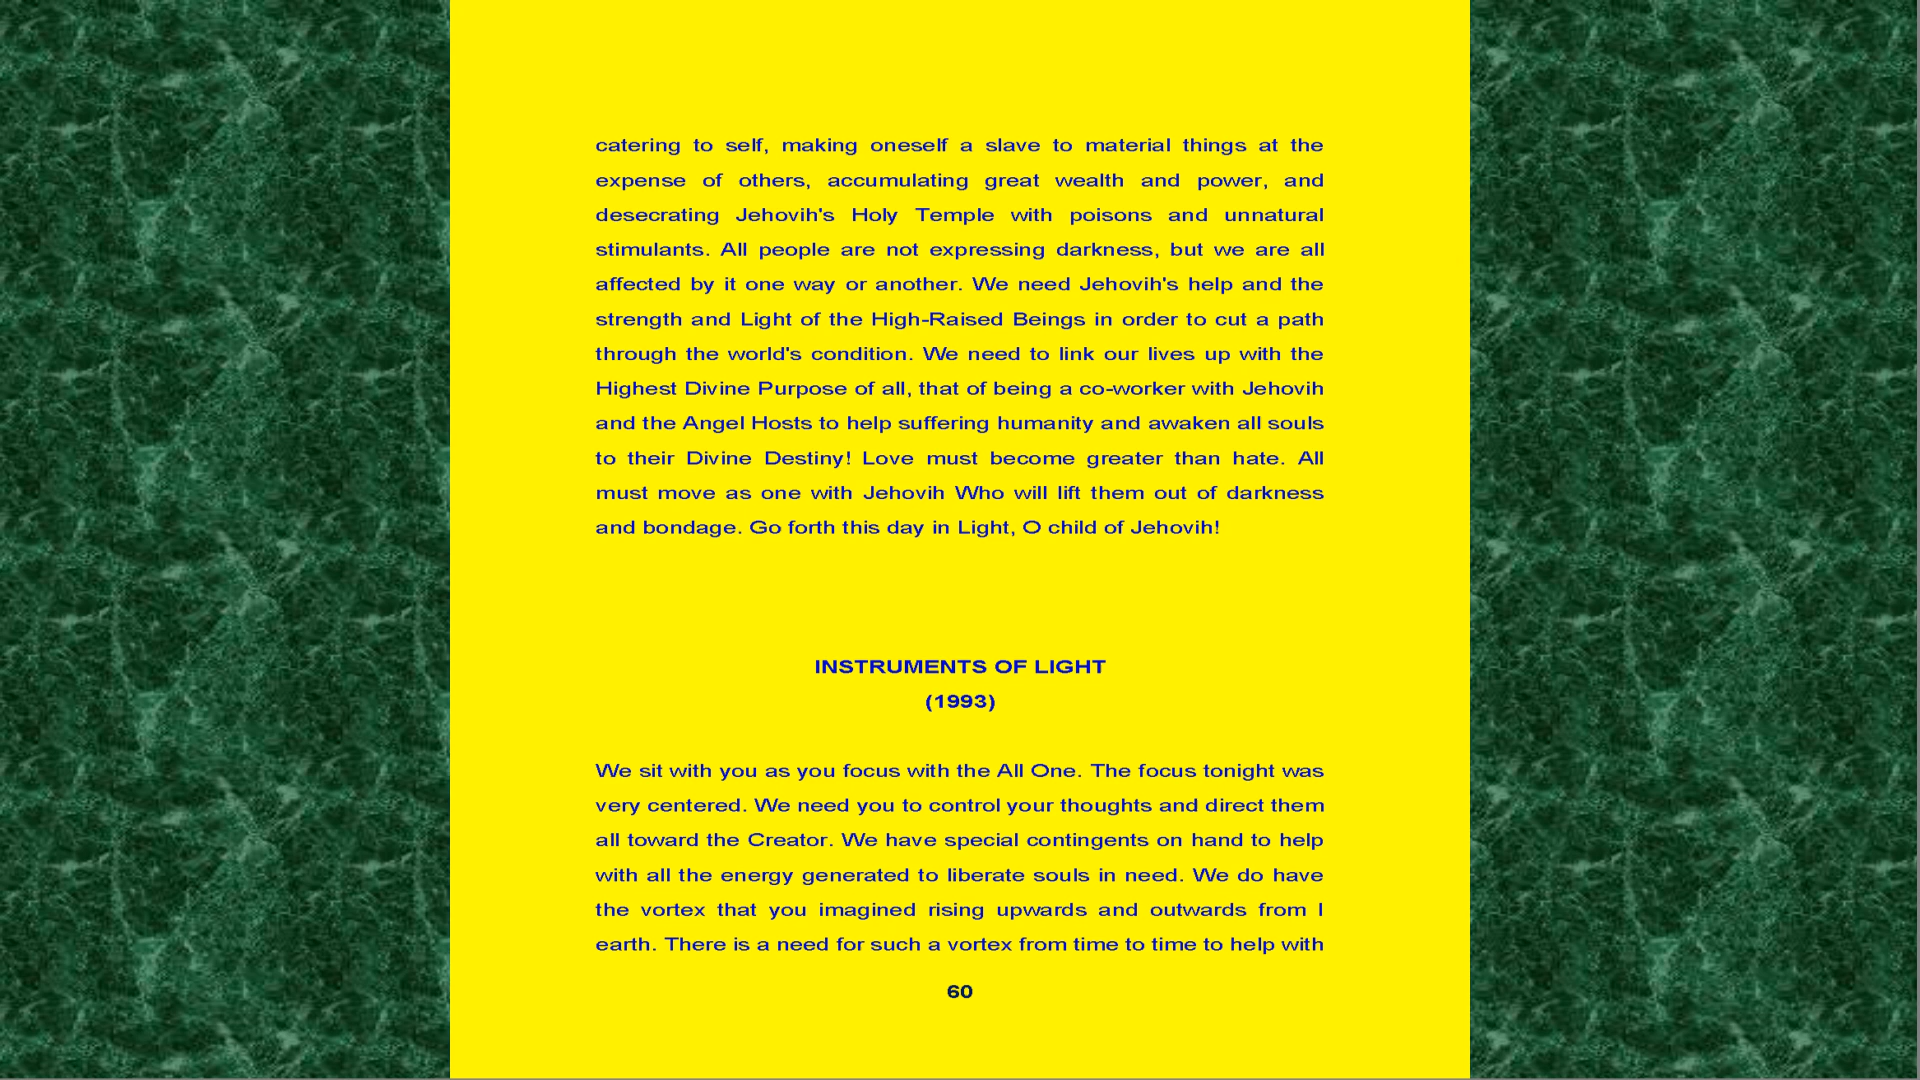 catering to self, making oneself a slave to material things at the
expense of others, accumulating great wealth and power, and
desecrating Jehovih's Holy Temple with poisons and unnatural
stimulants. All people are not expressing darkness, but we are all
affected by it one way or another. We need Jehovih's help and the
strength and Light of the High-Raised Beings in order to cut a path
through the world's condition. We need to link our lives up with the
Highest Divine Purpose of all, that of being a co-worker with Jehovih
and the Angel Hosts to help suffering humanity and awaken all souls
to their Divine Destiny! Love must become greater than hate. All
must move as one with Jehovih Who will lift them out of darkness
and bondage. Go forth this day in Light, O child of Jehovih!
INSTRUMENTS OF LIGHT
(1993)
We sit with you as you focus with the All One. The focus tonight was
very centered. We need you to control your thoughts and direct them
all toward the Creator. We have special contingents on hand to help
with all the energy generated to liberate souls in need. We do have
the vortex that you imagined rising upwards and outwards from I
earth. There is a need for such a vortex from time to time to help with
60